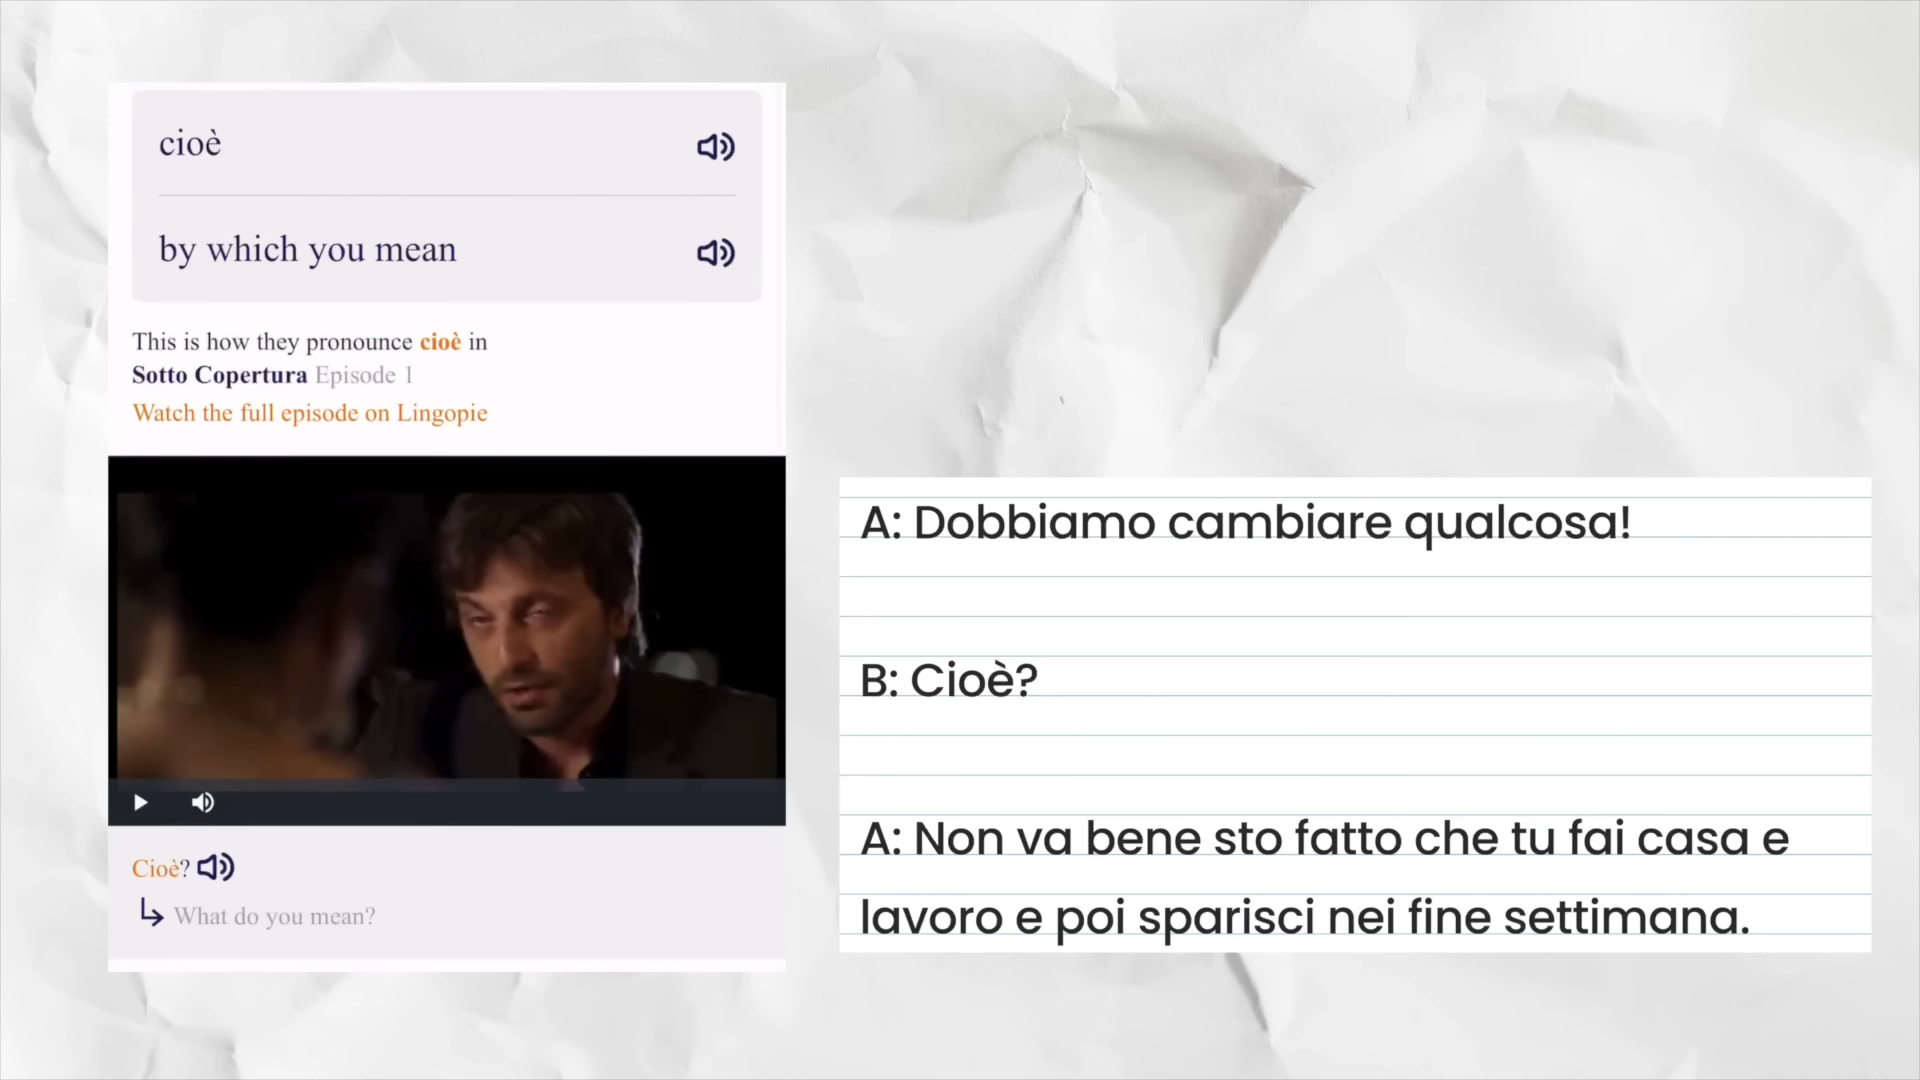 cioè
by which you mean
This is how they pronounce cioè in
Sotto Copertura Episode 1
Watch the full episode on Lingopie
Cioè?
What do you mean?
A: Dobbiamo cambiare qualcosa!
B: Cioè?
A: Non va bene sto fatto che tu fai casa e
lavoro e poi sparisci nei fine settimana.